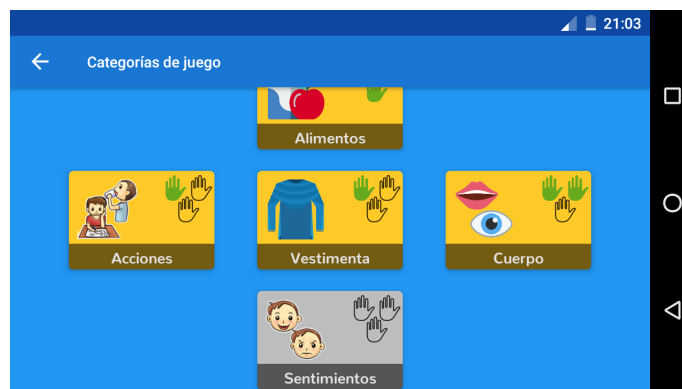 21:03
Categorías de juego
Alimentos
Acciones
Vestimenta
Cuerpo
Sentimientos